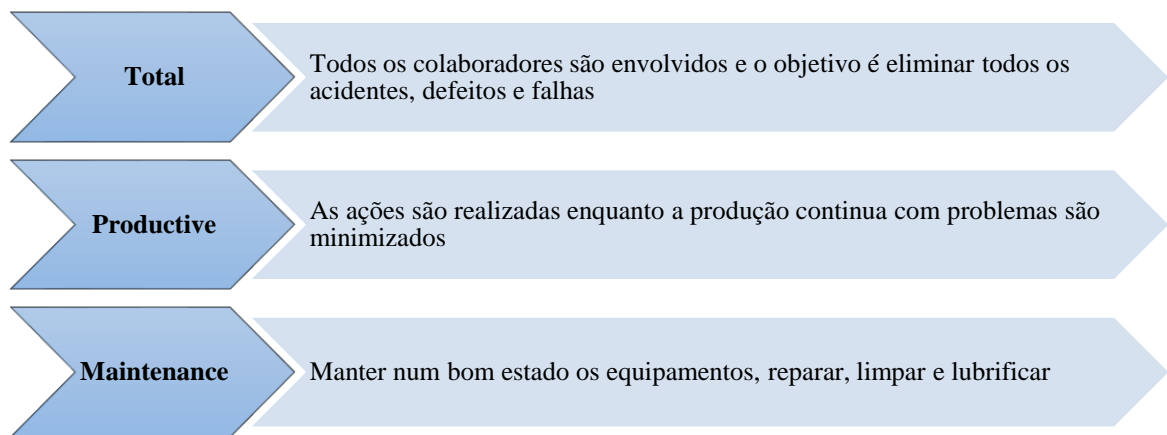 Total
Todos os colaboradores são envolvidos e o objetivo é eliminar todos os
acidentes, defeitos e falhas
Productive
As ações são realizadas enquanto a produção continua com problemas são
minimizados
Maintenance
Manter num bom estado os equipamentos, reparar, limpar e lubrificar